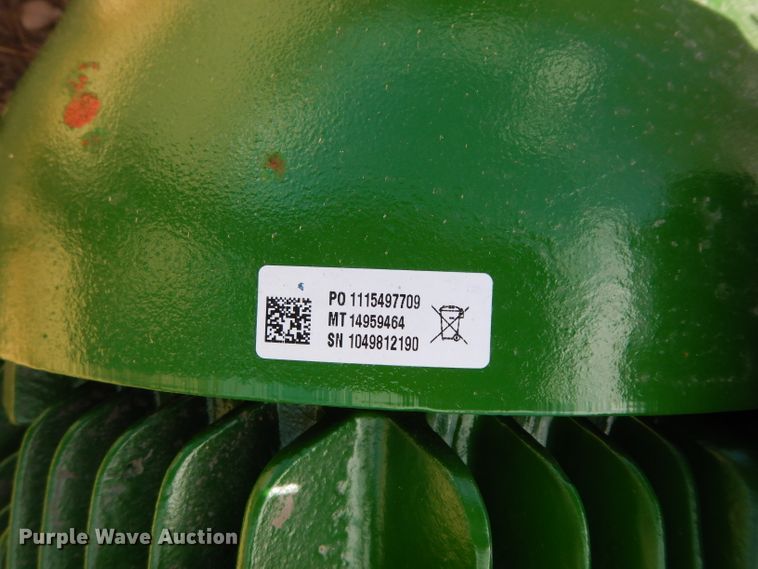 PO 1115497709
MT 14959464
SN 1049812190
Purple Wave Auction